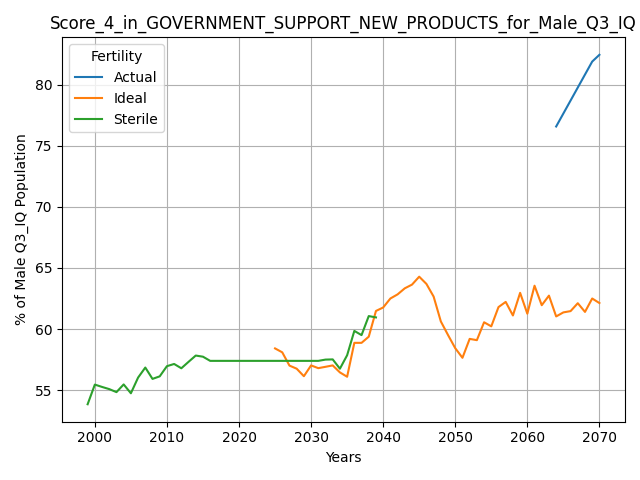 Score_4_in_GOVERNMENT_SUPPORT_NEW_PRODUCTS_for_Male_Q3_IQ
Fertility
Actual
Ideal
Sterile
% of Male Q3_IQ Population
80
75
70
65
60
55
2000 2010 2020 2030 2040 2050 2060 2070
Years